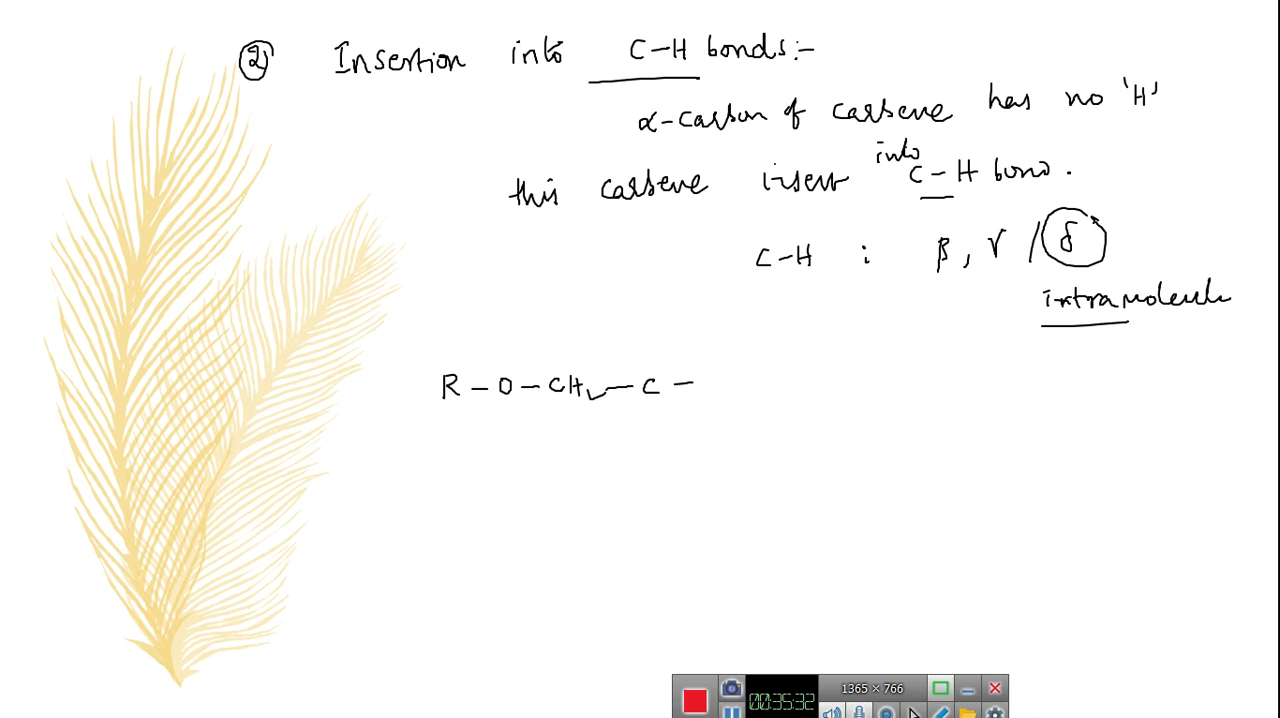 ② Insertion into C-H bonds:-
α-carbon of carbene has no 'H'
this carbene insert into C-H bond.
C-H : β, γ / δ
intramolecule
R-O-CH₂-C-
00:35:32
1365 × 766